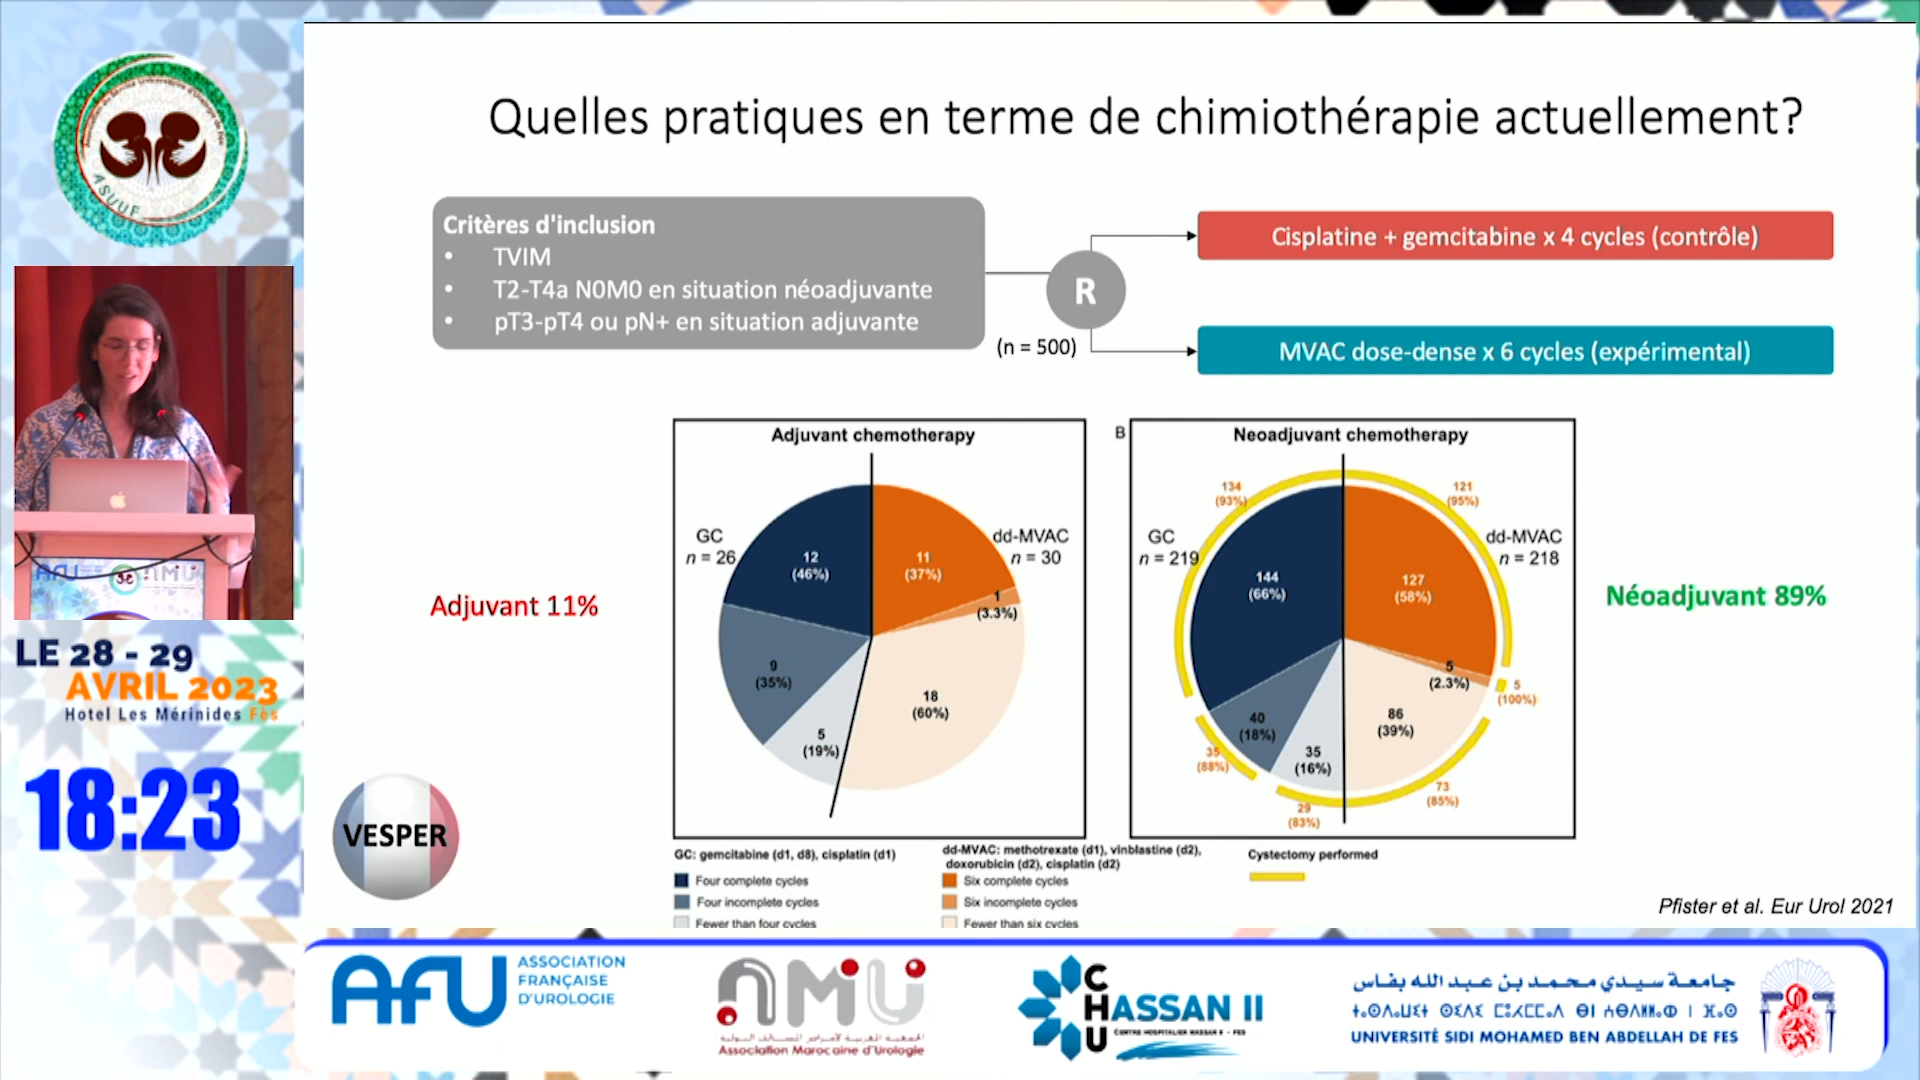 Quelles pratiques en terme de chimiothérapie actuellement?
Critères d'inclusion
• TVIM
• T2-T4a N0M0 en situation néoadjuvante
• pT3-pT4 ou pN+ en situation adjuvante
R
(n = 500)
Cisplatine + gemcitabine x 4 cycles (contrôle)
MVAC dose-dense x 6 cycles (expérimental)
Adjuvant 11%
Adjuvant chemotherapy
GC
n = 26
dd-MVAC
n = 30
12
(46%)
11
(37%)
1
(3.3%)
9
(35%)
18
(60%)
5
(19%)
B
Neoadjuvant chemotherapy
134
(93%)
121
(95%)
GC
n = 219
dd-MVAC
n = 218
144
(66%)
127
(58%)
5
(2.3%)
5
(100%)
40
(18%)
86
(39%)
35
(88%)
35
(16%)
73
(85%)
29
(83%)
Néoadjuvant 89%
GC: gemcitabine (d1, d8), cisplatin (d1)
Four complete cycles
Four incomplete cycles
Fewer than four cycles
dd-MVAC: methotrexate (d1), vinblastine (d2),
doxorubicin (d2), cisplatin (d2)
Six complete cycles
Six incomplete cycles
Fewer than six cycles
Cystectomy performed
VESPER
Pfister et al. Eur Urol 2021
ASUUF
LE 28 - 29
AVRIL 2023
Hotel Les Mérinides Fès
18:23
AFU
ASSOCIATION
FRANÇAISE
D'UROLOGIE
AMU
Association Marocaine d'Urologie
CHU
HASSAN II
CENTRE HOSPITALIER HASSAN II - FES
جامعة سيدي محمد بن عبد الله بفاس
UNIVERSITÉ SIDI MOHAMED BEN ABDELLAH DE FES